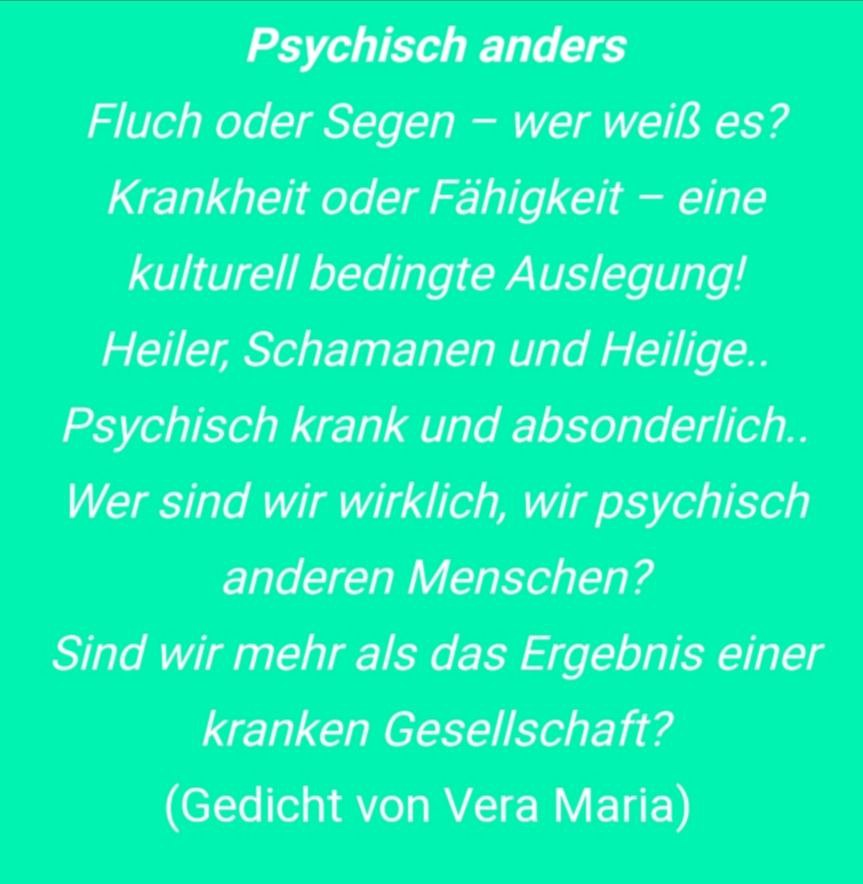 Psychisch anders
Fluch oder Segen – wer weiß es?
Krankheit oder Fähigkeit – eine
kulturell bedingte Auslegung!
Heiler, Schamanen und Heilige..
Psychisch krank und absonderlich..
Wer sind wir wirklich, wir psychisch
anderen Menschen?
Sind wir mehr als das Ergebnis einer
kranken Gesellschaft?
(Gedicht von Vera Maria)